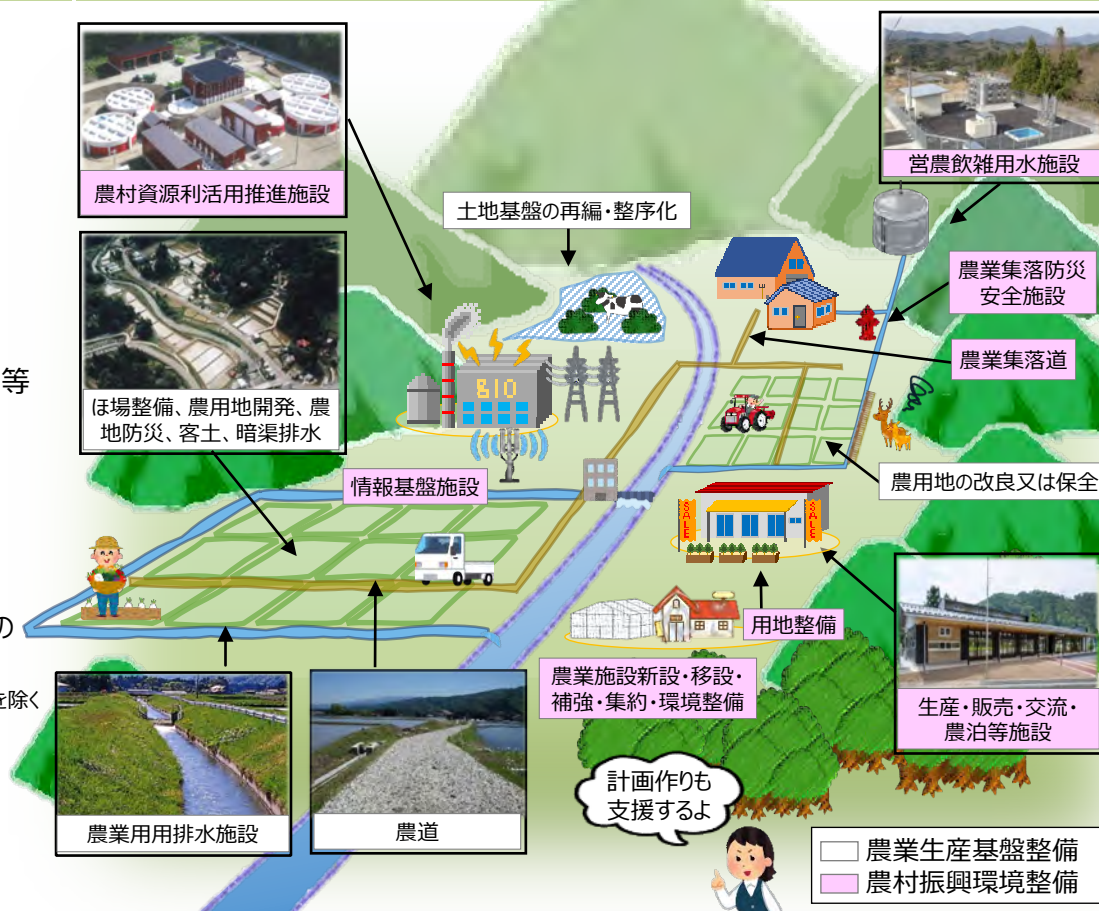 農村資源利活用推進施設
営農飲雑用水施設
土地基盤の再編・整序化
農業集落防災
安全施設
農業集落道
等
ほ場整備、農用地開発、農
地防災、客土、暗渠排水
BIO
情報基盤施設
農用地の改良又は保全
SALE
SALE
の
用地整備
農業施設新設・移設・
補強・集約・環境整備
を除く
生産・販売・交流・
農泊等施設
農業用用排水施設
農道
計画作りも
支援するよ
農業生産基盤整備
農村振興環境整備